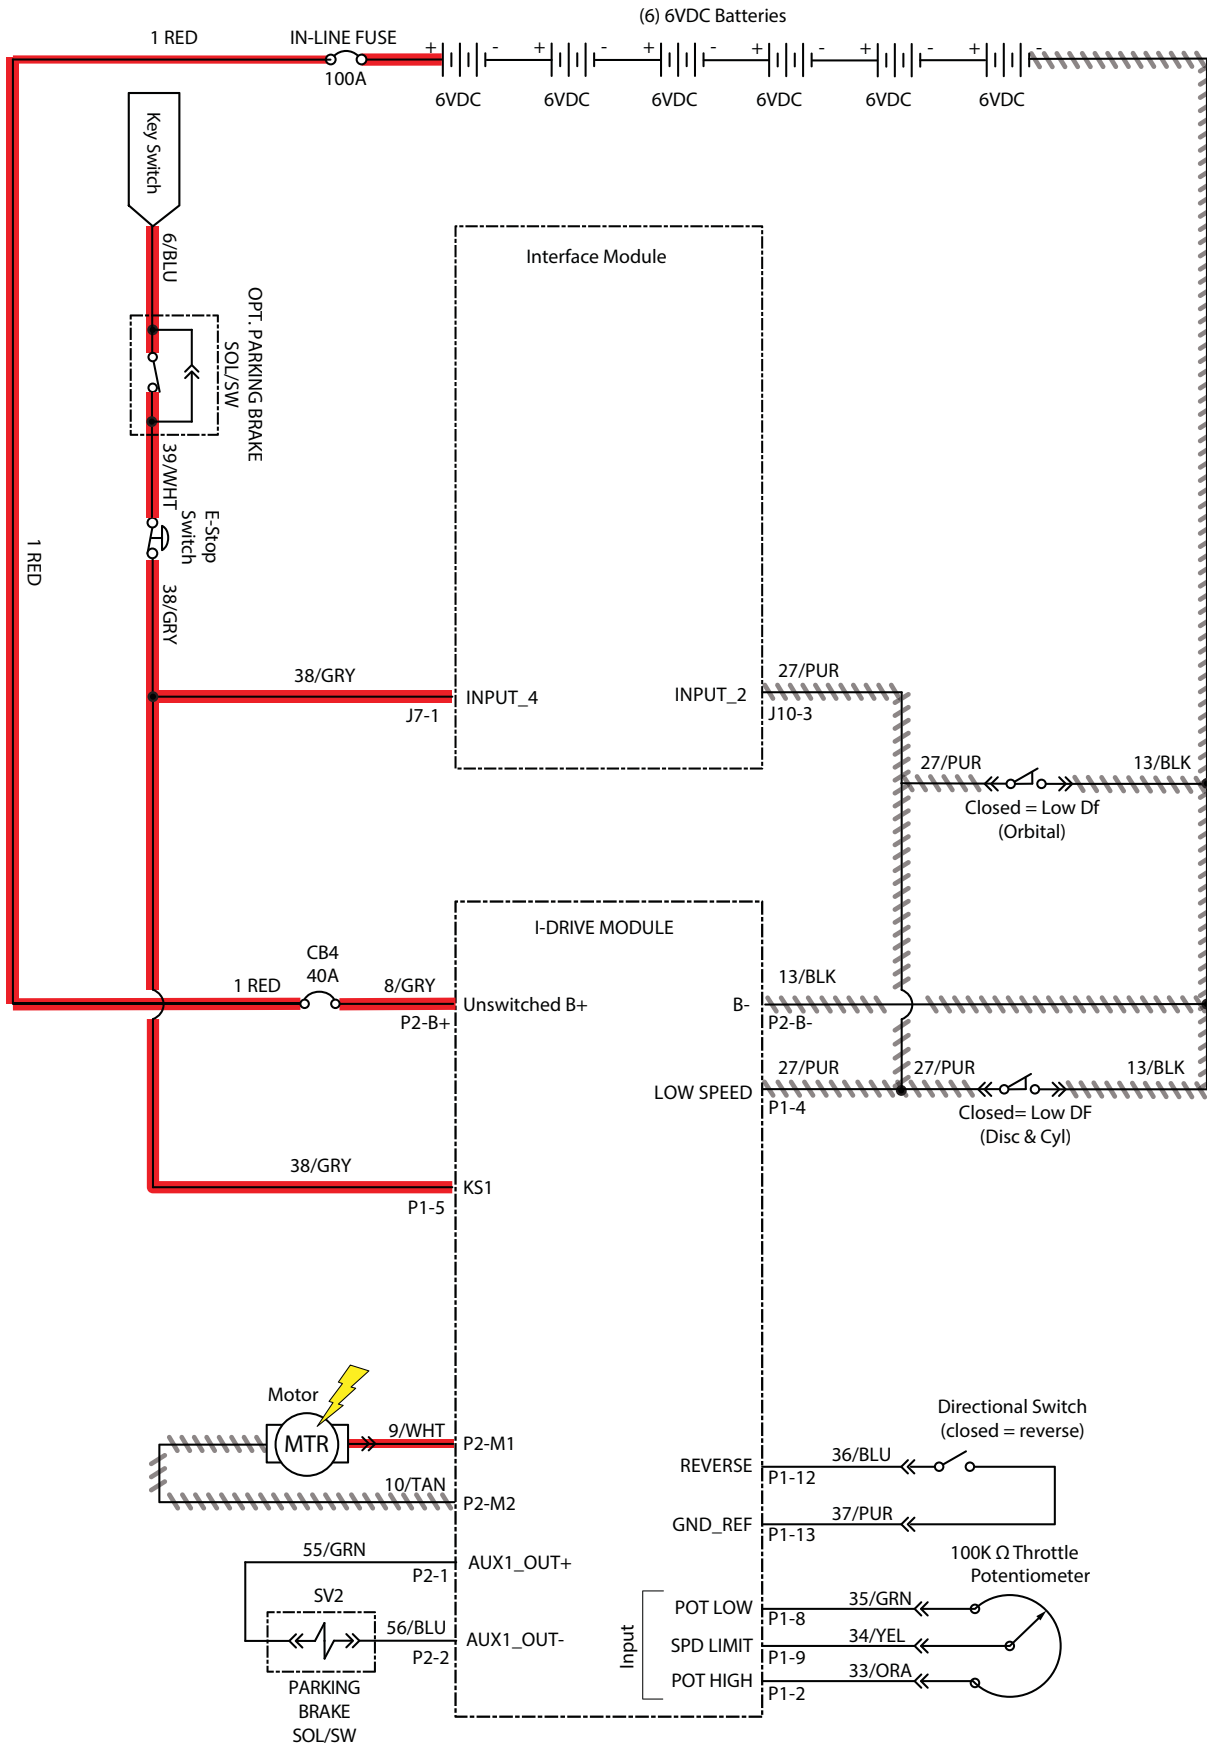 (6) 6VDC Batteries
1 RED
IN-LINE FUSE
100A
+ - + - + - + - + - + -
6VDC 6VDC 6VDC 6VDC 6VDC 6VDC
Key Switch
6/BLU
OPT. PARKING BRAKE
SOL/SW
39/WHT
E-Stop
Switch
38/GRY
1 RED
Interface Module
38/GRY
J7-1
INPUT_4
INPUT_2
27/PUR
J10-3
27/PUR
13/BLK
Closed = Low Df
(Orbital)
I-DRIVE MODULE
CB4
40A
1 RED
8/GRY
P2-B+
Unswitched B+
B-
13/BLK
P2-B-
LOW SPEED
27/PUR
P1-4
27/PUR
13/BLK
Closed= Low DF
(Disc & Cyl)
38/GRY
P1-5
KS1
Motor
MTR
9/WHT
P2-M1
10/TAN
P2-M2
Directional Switch
(closed = reverse)
REVERSE
36/BLU
P1-12
GND_REF
37/PUR
P1-13
55/GRN
P2-1
AUX1_OUT+
SV2
56/BLU
P2-2
AUX1_OUT-
PARKING
BRAKE
SOL/SW
100K Ω Throttle
Potentiometer
Input
POT LOW
35/GRN
P1-8
SPD LIMIT
34/YEL
P1-9
POT HIGH
33/ORA
P1-2